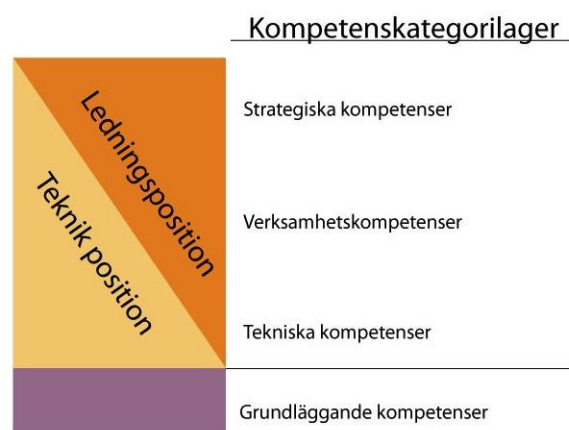 Kompetenskategorilager
Ledningsposition
Teknik position
Strategiska kompetenser
Verksamhetskompetenser
Tekniska kompetenser
Grundläggande kompetenser